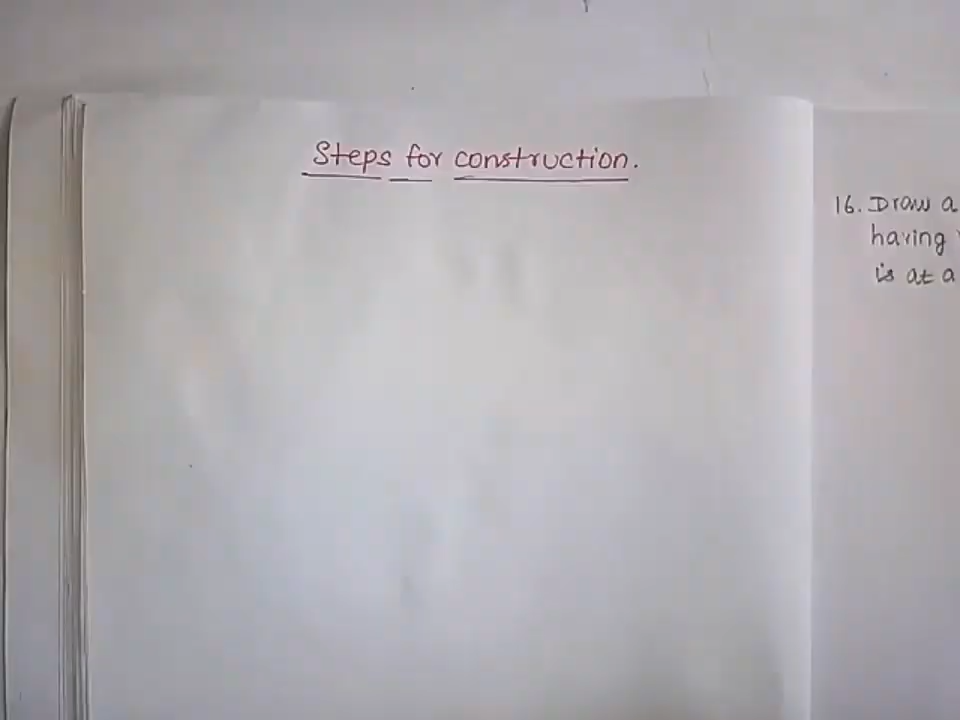 Steps for construction.
16. Draw a
having
is at a